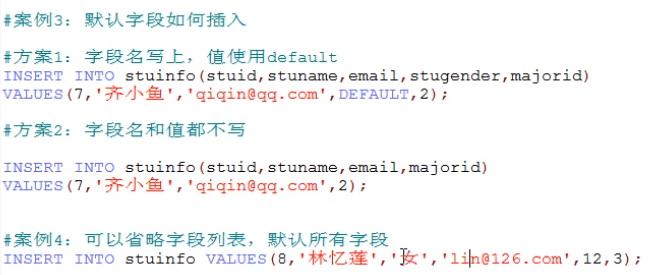 #案例3：默认字段如何插入
#方案1：字段名写上，值使用default
INSERT INTO stuinfo(stuid,stuname,email,stugender,majorid)
VALUES(7,'齐小鱼','qiqin@qq.com',DEFAULT,2);
#方案2：字段名和值都不写
INSERT INTO stuinfo(stuid,stuname,email,majorid)
VALUES(7,'齐小鱼','qiqin@qq.com',2);
#案例4：可以省略字段列表，默认所有字段
INSERT INTO stuinfo VALUES(8,'林忆莲','女','lin@126.com',12,3);